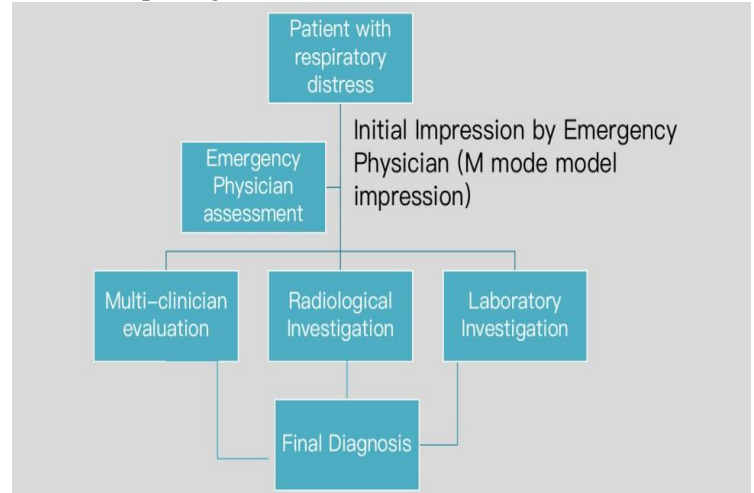 Patient with
respiratory
distress
Initial Impression by Emergency
Physician (M mode model
impression)
Emergency
Physician
assessment
Multi-clinician
evaluation
Radiological
Investigation
Laboratory
Investigation
Final Diagnosis